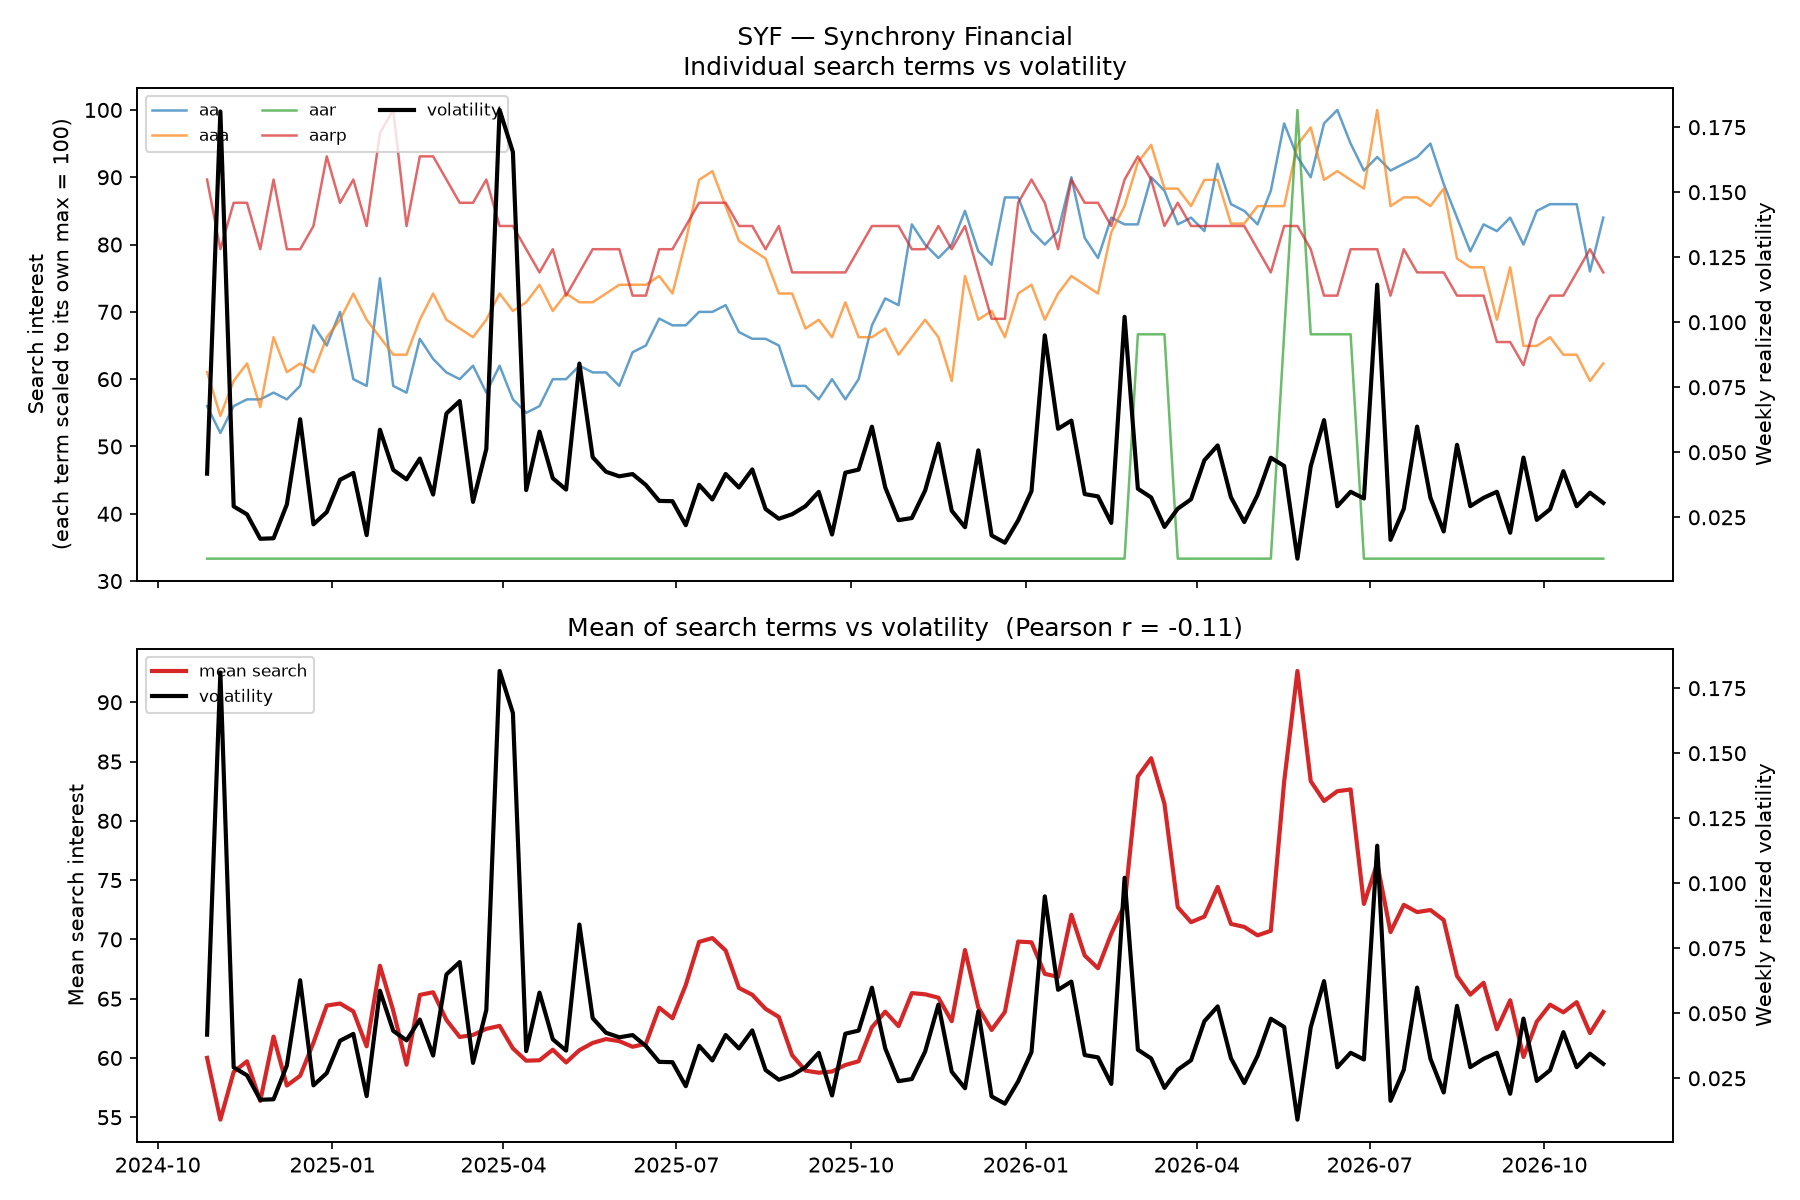 SYF — Synchrony Financial
Individual search terms vs volatility
aa
aaa
aar
aarp
volatility
Search interest
(each term scaled to its own max = 100)
100
90
80
70
60
50
40
30
Weekly realized volatility
0.175
0.150
0.125
0.100
0.075
0.050
0.025
Mean of search terms vs volatility (Pearson r = -0.11)
mean search
volatility
Mean search interest
90
85
80
75
70
65
60
55
Weekly realized volatility
0.175
0.150
0.125
0.100
0.075
0.050
0.025
2024-10
2025-01
2025-04
2025-07
2025-10
2026-01
2026-04
2026-07
2026-10